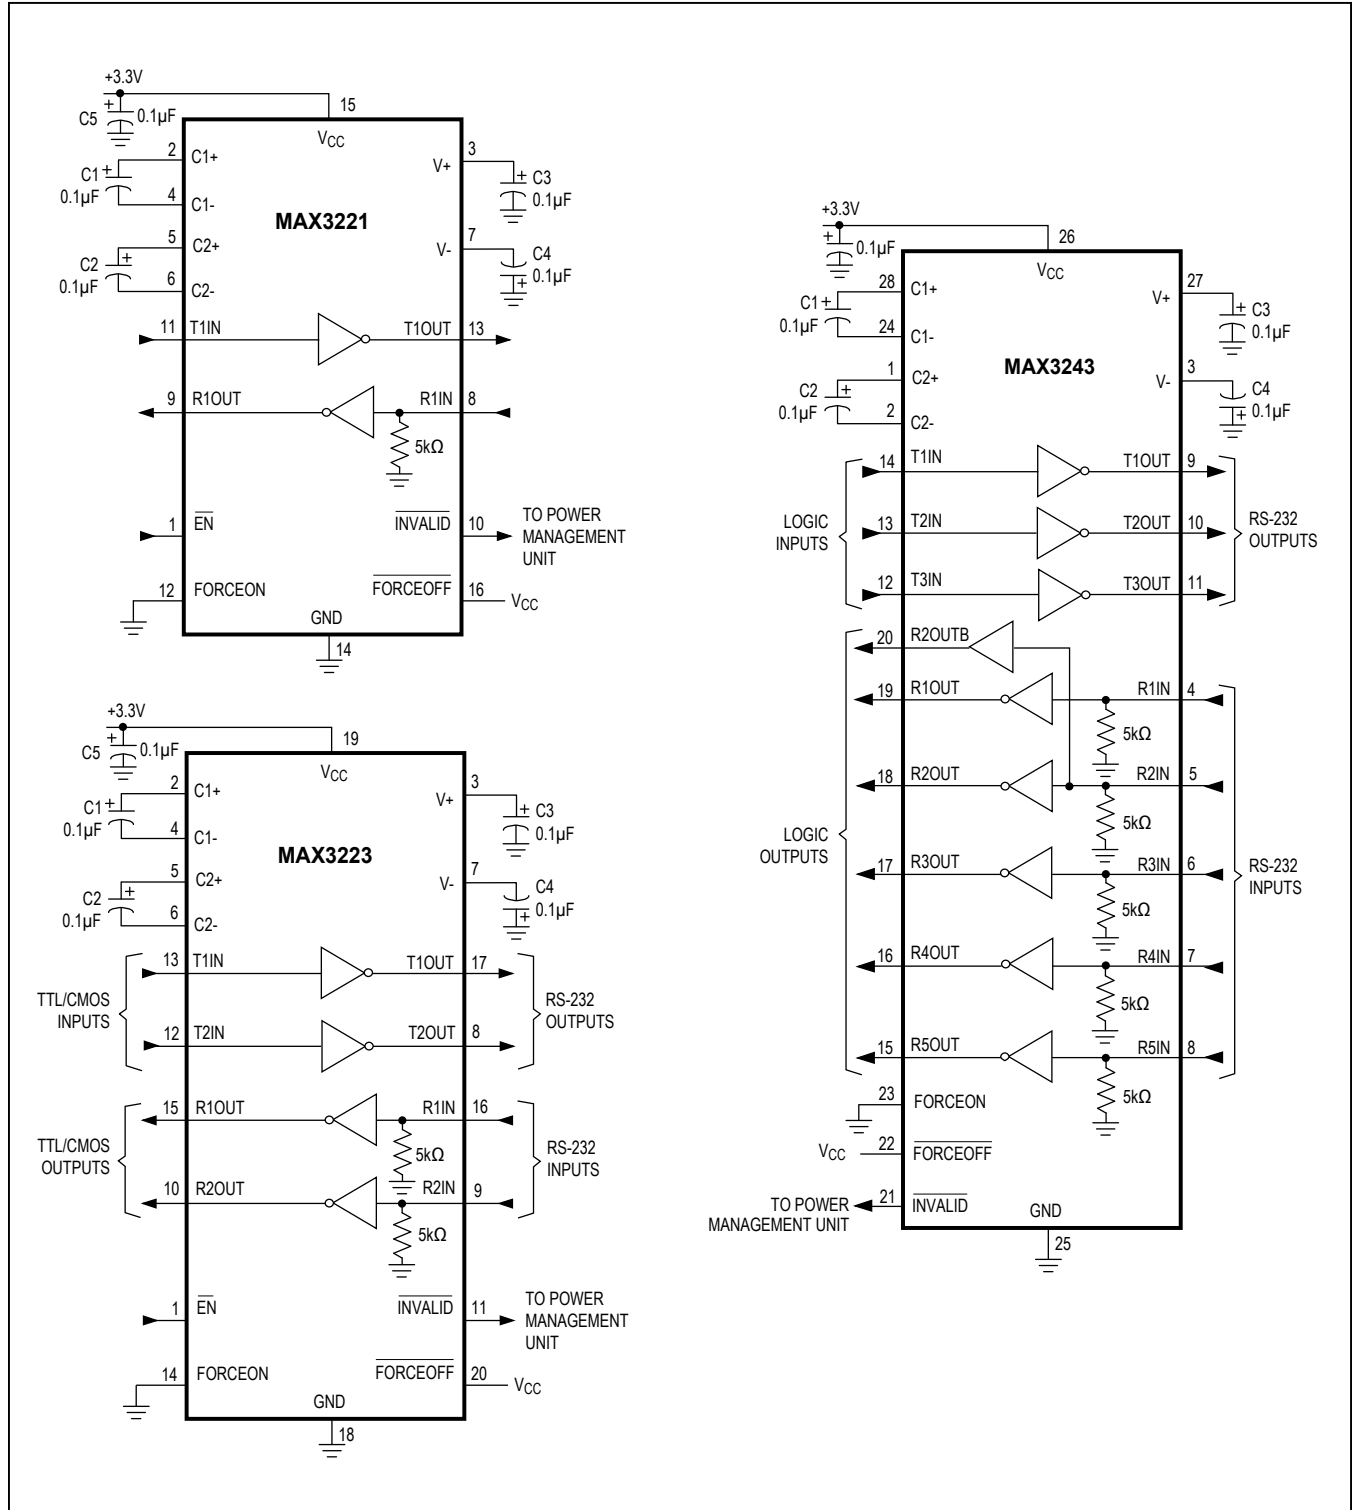 +3.3V
C5
+
0.1µF
15
VCC
2
C1+
C1
+
0.1µF
4
C1-
5
C2+
C2
+
0.1µF
6
C2-
MAX3221
3
V+
+
C3
0.1µF
7
V-
C4
0.1µF
+
11
T1IN
T1OUT
13
9
R1OUT
R1IN
8
5kΩ
1
EN
INVALID
10
TO POWER
MANAGEMENT
UNIT
12
FORCEON
FORCEOFF
16
VCC
GND
14
+3.3V
C5
+
0.1µF
19
VCC
2
C1+
C1
+
0.1µF
4
C1-
5
C2+
C2
+
0.1µF
6
C2-
MAX3223
3
V+
+
C3
0.1µF
7
V-
C4
0.1µF
+
TTL/CMOS
INPUTS
13
T1IN
T1OUT
17
12
T2IN
T2OUT
8
RS-232
OUTPUTS
TTL/CMOS
OUTPUTS
15
R1OUT
R1IN
16
5kΩ
10
R2OUT
R2IN
9
5kΩ
RS-232
INPUTS
1
EN
INVALID
11
TO POWER
MANAGEMENT
UNIT
14
FORCEON
FORCEOFF
20
VCC
GND
18
+3.3V
+
0.1µF
26
VCC
28
C1+
C1
+
0.1µF
24
C1-
1
C2+
C2
+
0.1µF
2
C2-
MAX3243
27
V+
+
C3
0.1µF
3
V-
C4
0.1µF
+
LOGIC
INPUTS
14
T1IN
T1OUT
9
13
T2IN
T2OUT
10
12
T3IN
T3OUT
11
RS-232
OUTPUTS
LOGIC
OUTPUTS
20
R2OUTB
19
R1OUT
R1IN
4
5kΩ
18
R2OUT
R2IN
5
5kΩ
17
R3OUT
R3IN
6
5kΩ
16
R4OUT
R4IN
7
5kΩ
15
R5OUT
R5IN
8
5kΩ
RS-232
INPUTS
23
FORCEON
VCC
22
FORCEOFF
TO POWER
MANAGEMENT UNIT
21
INVALID
GND
25